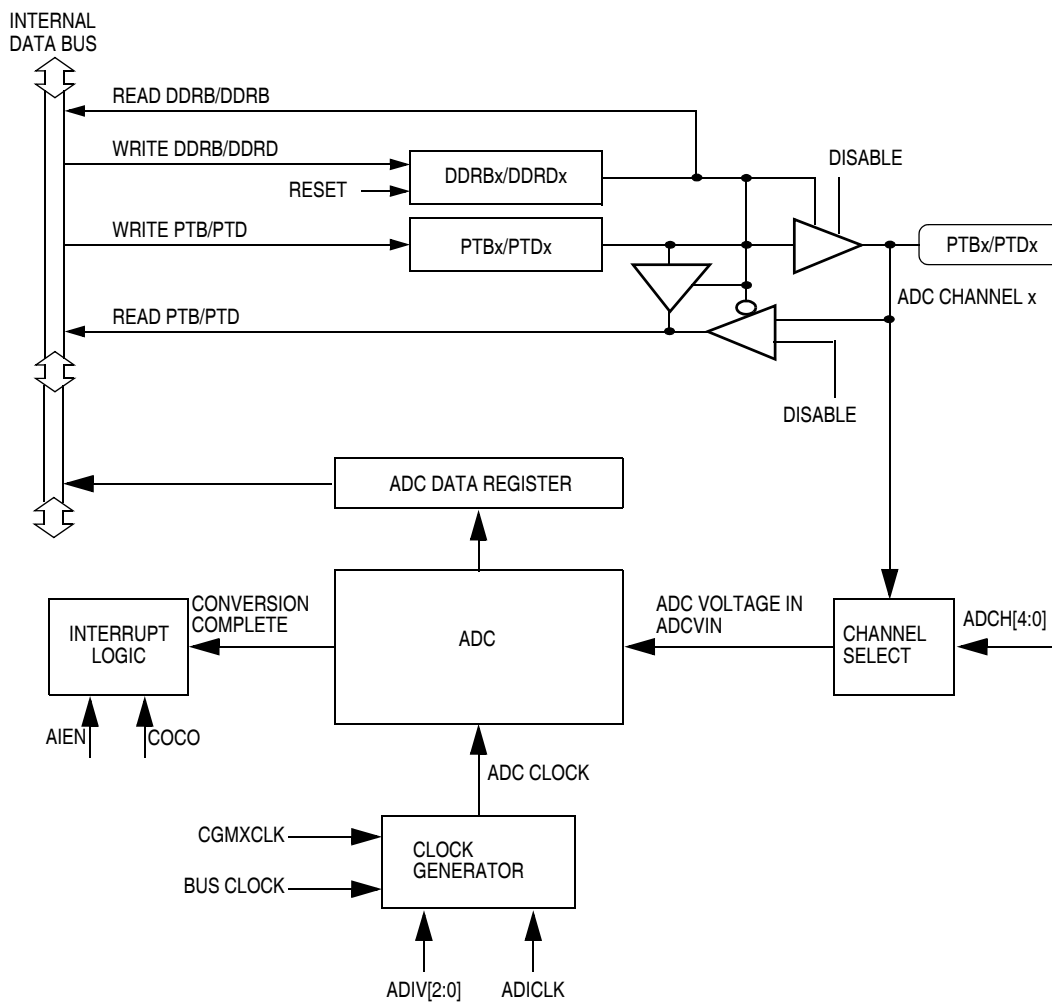 INTERNAL
DATA BUS
READ DDRB/DDRB
WRITE DDRB/DDRD
RESET
DDRBx/DDRDx
DISABLE
WRITE PTB/PTD
PTBx/PTDx
PTBx/PTDx
ADC CHANNEL x
READ PTB/PTD
DISABLE
ADC DATA REGISTER
INTERRUPT
LOGIC
CONVERSION
COMPLETE
ADC
ADC VOLTAGE IN
ADCVIN
CHANNEL
SELECT
ADCH[4:0]
AIEN
COCO
ADC CLOCK
CGMXCLK
BUS CLOCK
CLOCK
GENERATOR
ADIV[2:0]
ADICLK